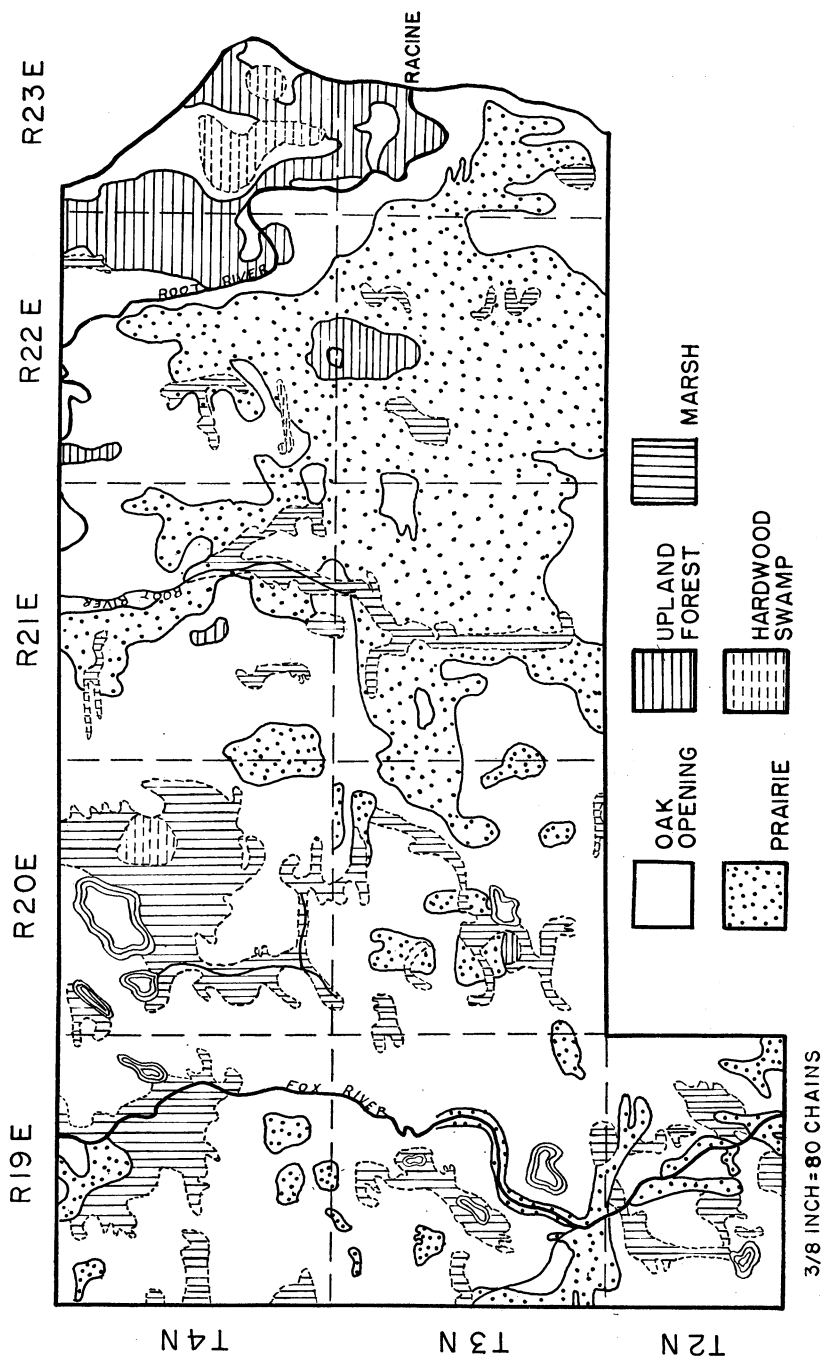 R19E
R20E
R21E
R22E
R23E
T4N
T3N
T2N
ROOT RIVER
ROOT RIVER
FOX RIVER
RACINE
OAK
OPENING
UPLAND
FOREST
MARSH
PRAIRIE
HARDWOOD
SWAMP
3/8 INCH=80 CHAINS